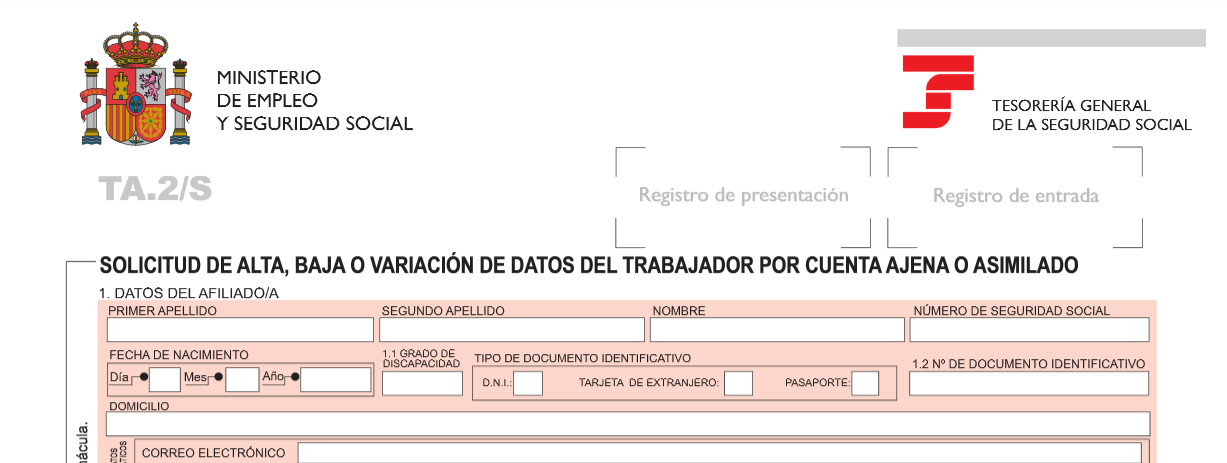 MINISTERIO
DE EMPLEO
Y SEGURIDAD SOCIAL
TESORERÍA GENERAL
DE LA SEGURIDAD SOCIAL
TA.2/S
Registro de presentación
Registro de entrada
SOLICITUD DE ALTA, BAJA O VARIACIÓN DE DATOS DEL TRABAJADOR POR CUENTA AJENA O ASIMILADO
1. DATOS DEL AFILIADO/A
PRIMER APELLIDO SEGUNDO APELLIDO NOMBRE NÚMERO DE SEGURIDAD SOCIAL
FECHA DE NACIMIENTO
1.1 GRADO DE
DISCAPACIDAD
TIPO DE DOCUMENTO IDENTIFICATIVO
1.2 Nº DE DOCUMENTO IDENTIFICATIVO
Día Mes Año
D.N.I.: TARJETA DE EXTRANJERO: PASAPORTE:
DOMICILIO
CORREO ELECTRÓNICO